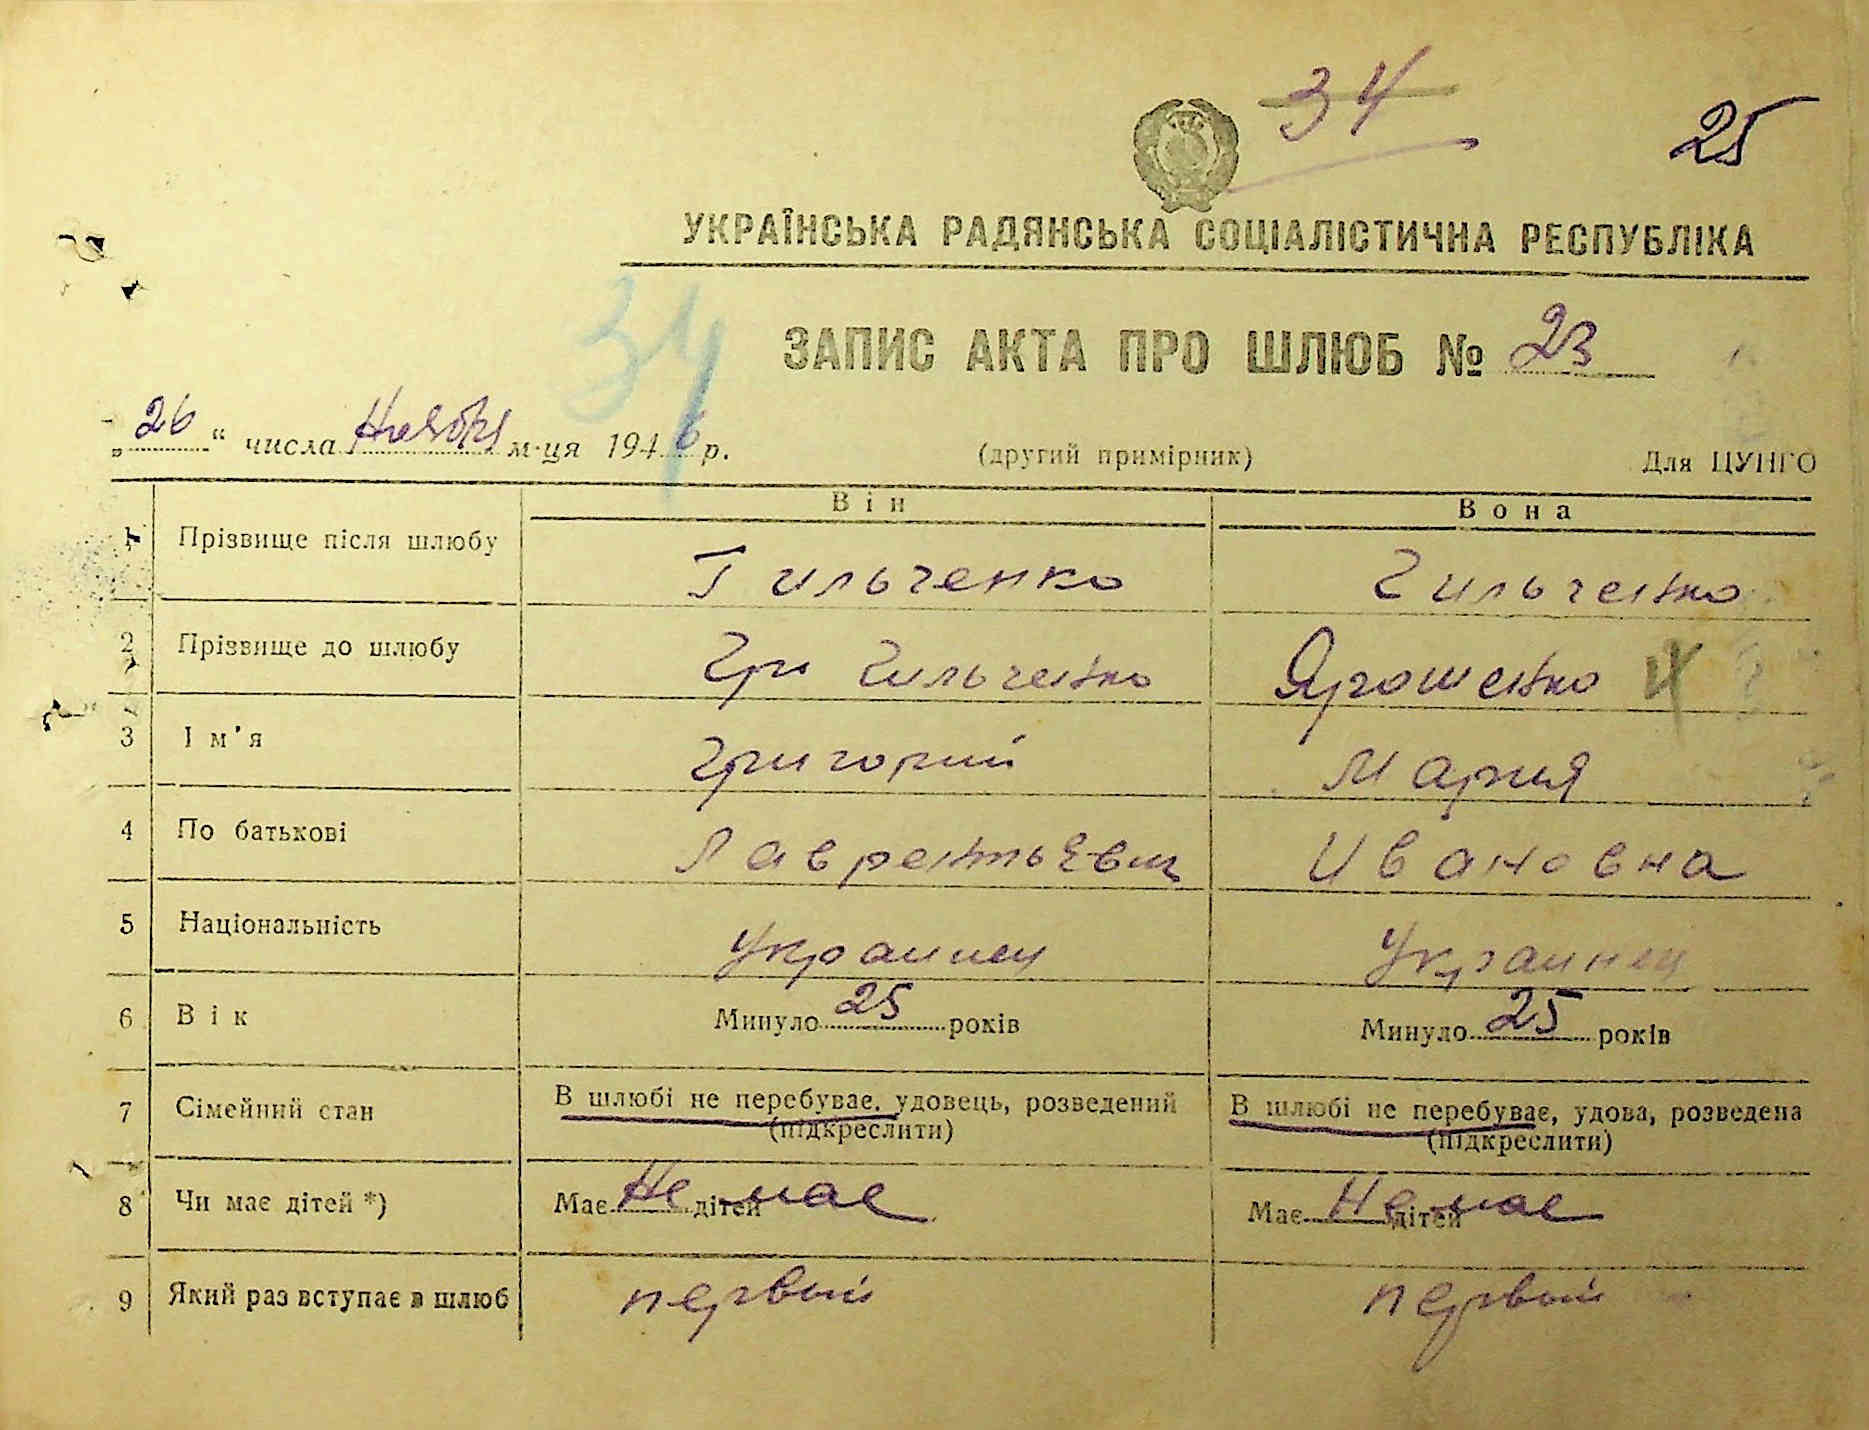 34
25
УКРАЇНСЬКА РАДЯНСЬКА СОЦІАЛІСТИЧНА РЕСПУБЛІКА
34
ЗАПИС АКТА ПРО ШЛЮБ № 23
„26“ числа Ноября м-ця 1946 р. (другий примірник) Для ЦУНГО
Він Вона
1 Прізвище після шлюбу Гильченко Гильченко
2 Прізвище до шлюбу Гри Гильченко Ярошенко
3 Ім’я Григорий Мария
4 По батькові Лаврентьевич Ивановна
5 Національність Украинец Украинец
6 Вік Минуло 25 років Минуло 25 років
7 Сімейний стан В шлюбі не перебуває, удовець, розведений В шлюбі не перебуває, удова, розведена
(підкреслити) (підкреслити)
8 Чи має дітей *) Має Не має дітей Має Не має дітей
9 Який раз вступає в шлюб первый первый